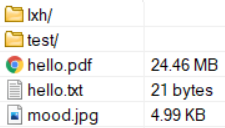 lxh/
test/
hello.pdf 24.46 MB
hello.txt 21 bytes
mood.jpg 4.99 KB